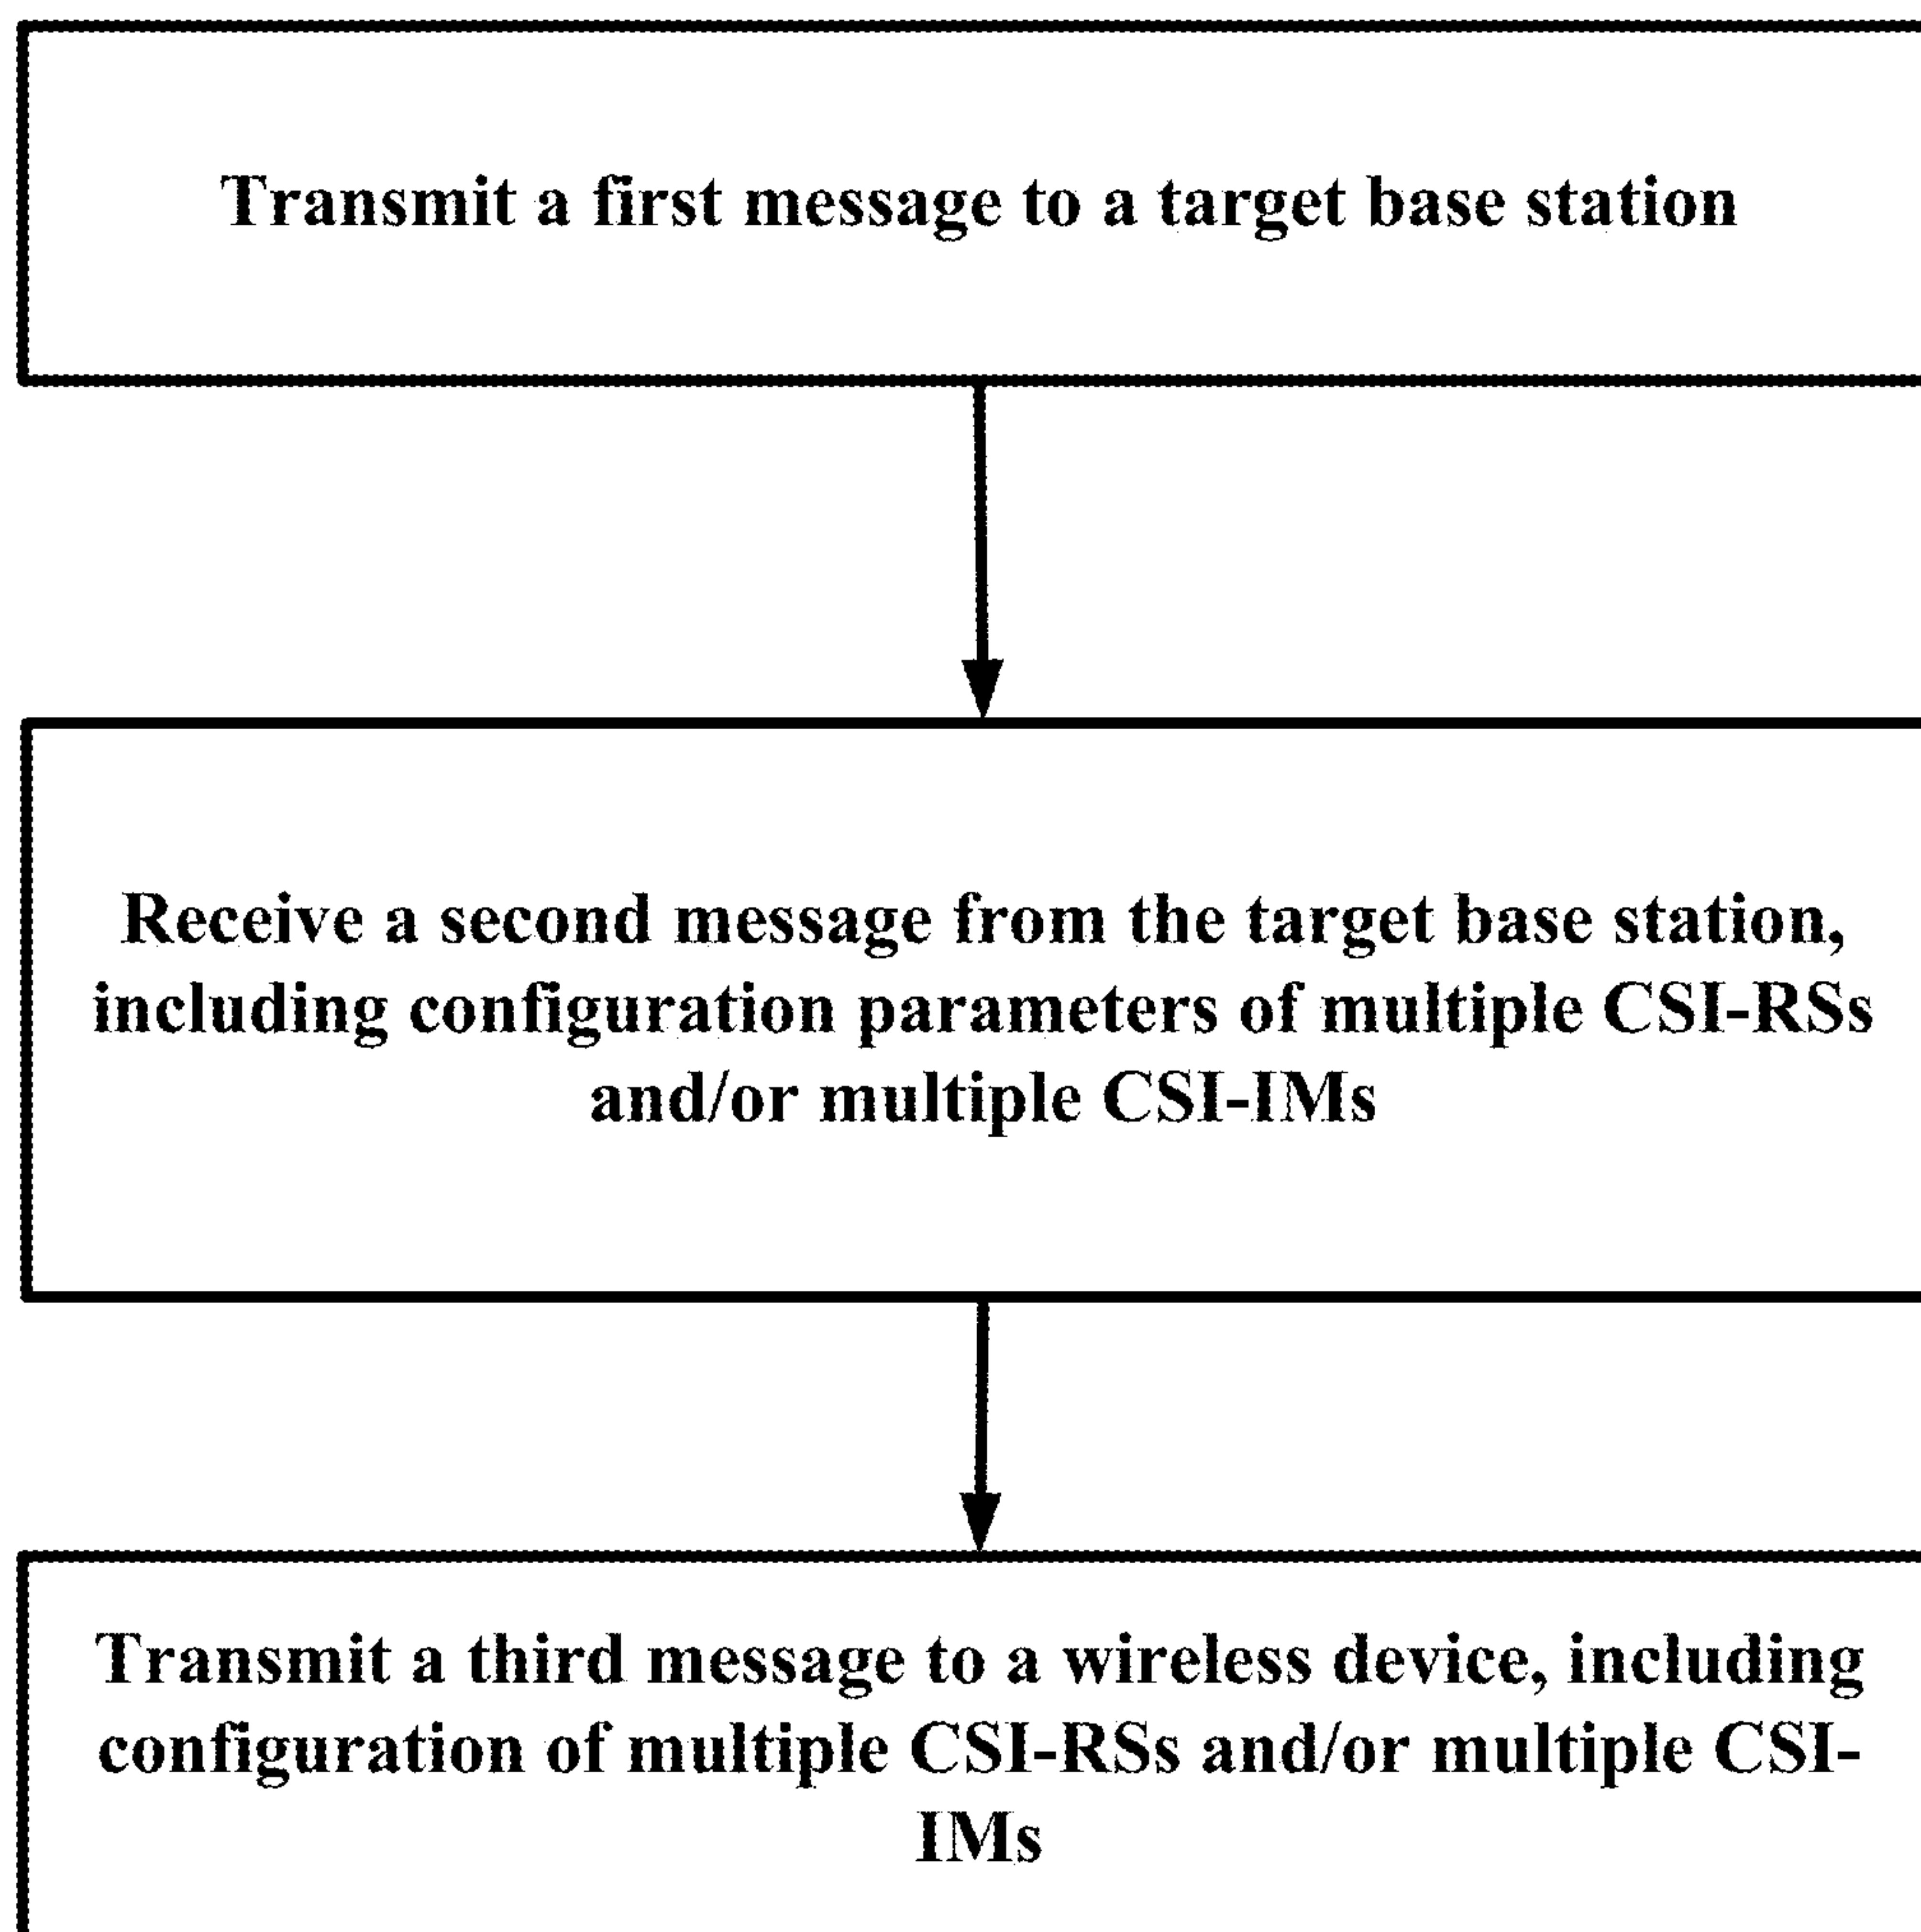 Transmit a first message to a target base station
Receive a second message from the target base station,
including configuration parameters of multiple CSI-RSs
and/or multiple CSI-IMs
Transmit a third message to a wireless device, including
configuration of multiple CSI-RSs and/or multiple CSI-
IMs